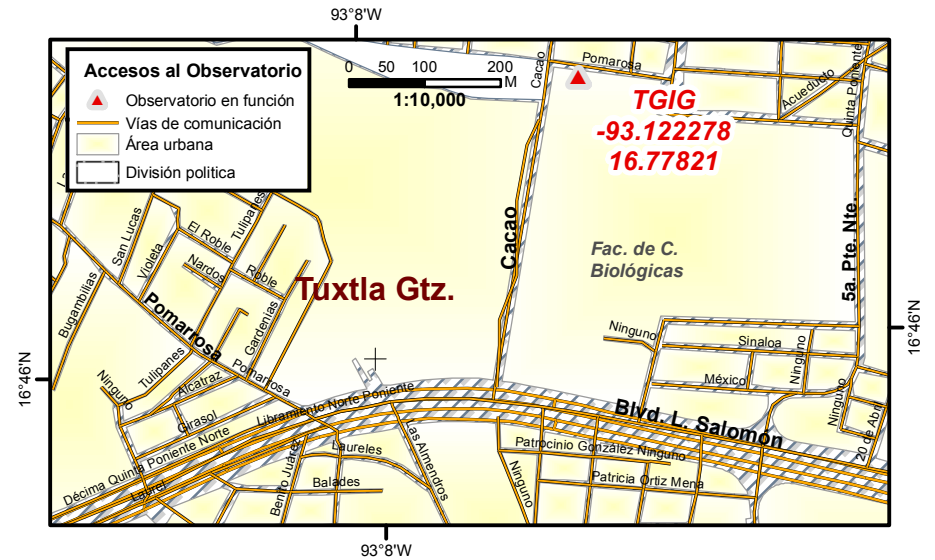 93°8'W
Accesos al Observatorio
Observatorio en función
Vías de comunicación
Área urbana
División politica
0 50 100 200
M
1:10,000
Cacao
Pomarosa
Acueducto
Quinta Poniente
TGIG
-93.122278
16.77821
San Lucas
Violeta
El Roble
Tulipanes
Nardos
Roble
Bugambilias
Gardenias
Pomarrosa
Tuxtla Gtz.
Cacao
Fac. de C.
Biológicas
5a. Pte. Nte.
16°46'N
16°46'N
Ninguno
Sinaloa
Ninguno
México
Ninguno
20 de Abril
Ninguno
Tulipanes
Alcatraz
Pomarrosa
Girasol
Libramiento Norte Poniente
Blvd. L. Salomón
Décima Quinta Poniente Norte
Laurel
Benito Juárez
Laureles
Las Almendros
Balades
Ninguno
Patrocinio González Ninguno
Patricia Ortiz Mena
93°8'W